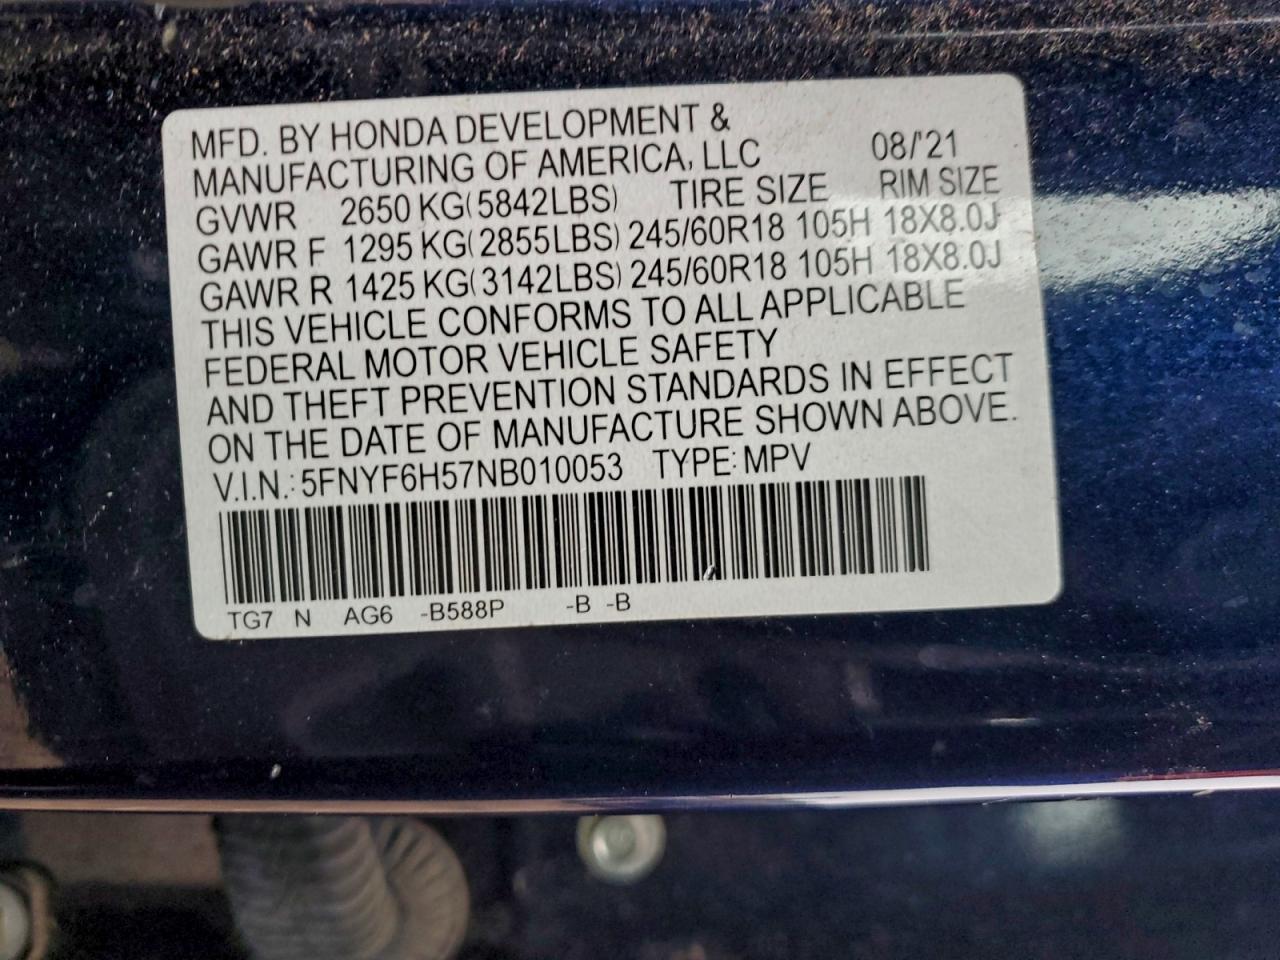 MFD. BY HONDA DEVELOPMENT &
MANUFACTURING OF AMERICA, LLC 08/'21
GVWR 2650 KG(5842LBS) TIRE SIZE RIM SIZE
GAWR F 1295 KG(2855LBS) 245/60R18 105H 18X8.0J
GAWR R 1425 KG(3142LBS) 245/60R18 105H 18X8.0J
THIS VEHICLE CONFORMS TO ALL APPLICABLE
FEDERAL MOTOR VEHICLE SAFETY
AND THEFT PREVENTION STANDARDS IN EFFECT
ON THE DATE OF MANUFACTURE SHOWN ABOVE.
V.I.N.: 5FNYF6H57NB010053 TYPE: MPV
TG7 N AG6 -B588P -B -B